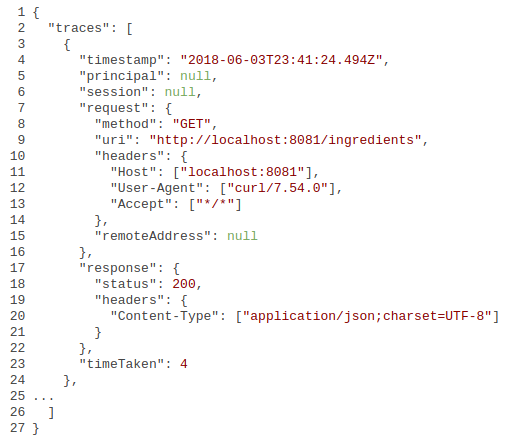 1 {
2   "traces": [
3     {
4       "timestamp": "2018-06-03T23:41:24.494Z",
5       "principal": null,
6       "session": null,
7       "request": {
8         "method": "GET",
9         "uri": "http://localhost:8081/ingredients",
10         "headers": {
11           "Host": ["localhost:8081"],
12           "User-Agent": ["curl/7.54.0"],
13           "Accept": ["*/*"]
14         },
15         "remoteAddress": null
16       },
17       "response": {
18         "status": 200,
19         "headers": {
20           "Content-Type": ["application/json;charset=UTF-8"]
21         }
22       },
23       "timeTaken": 4
24     },
25 ...
26   ]
27 }